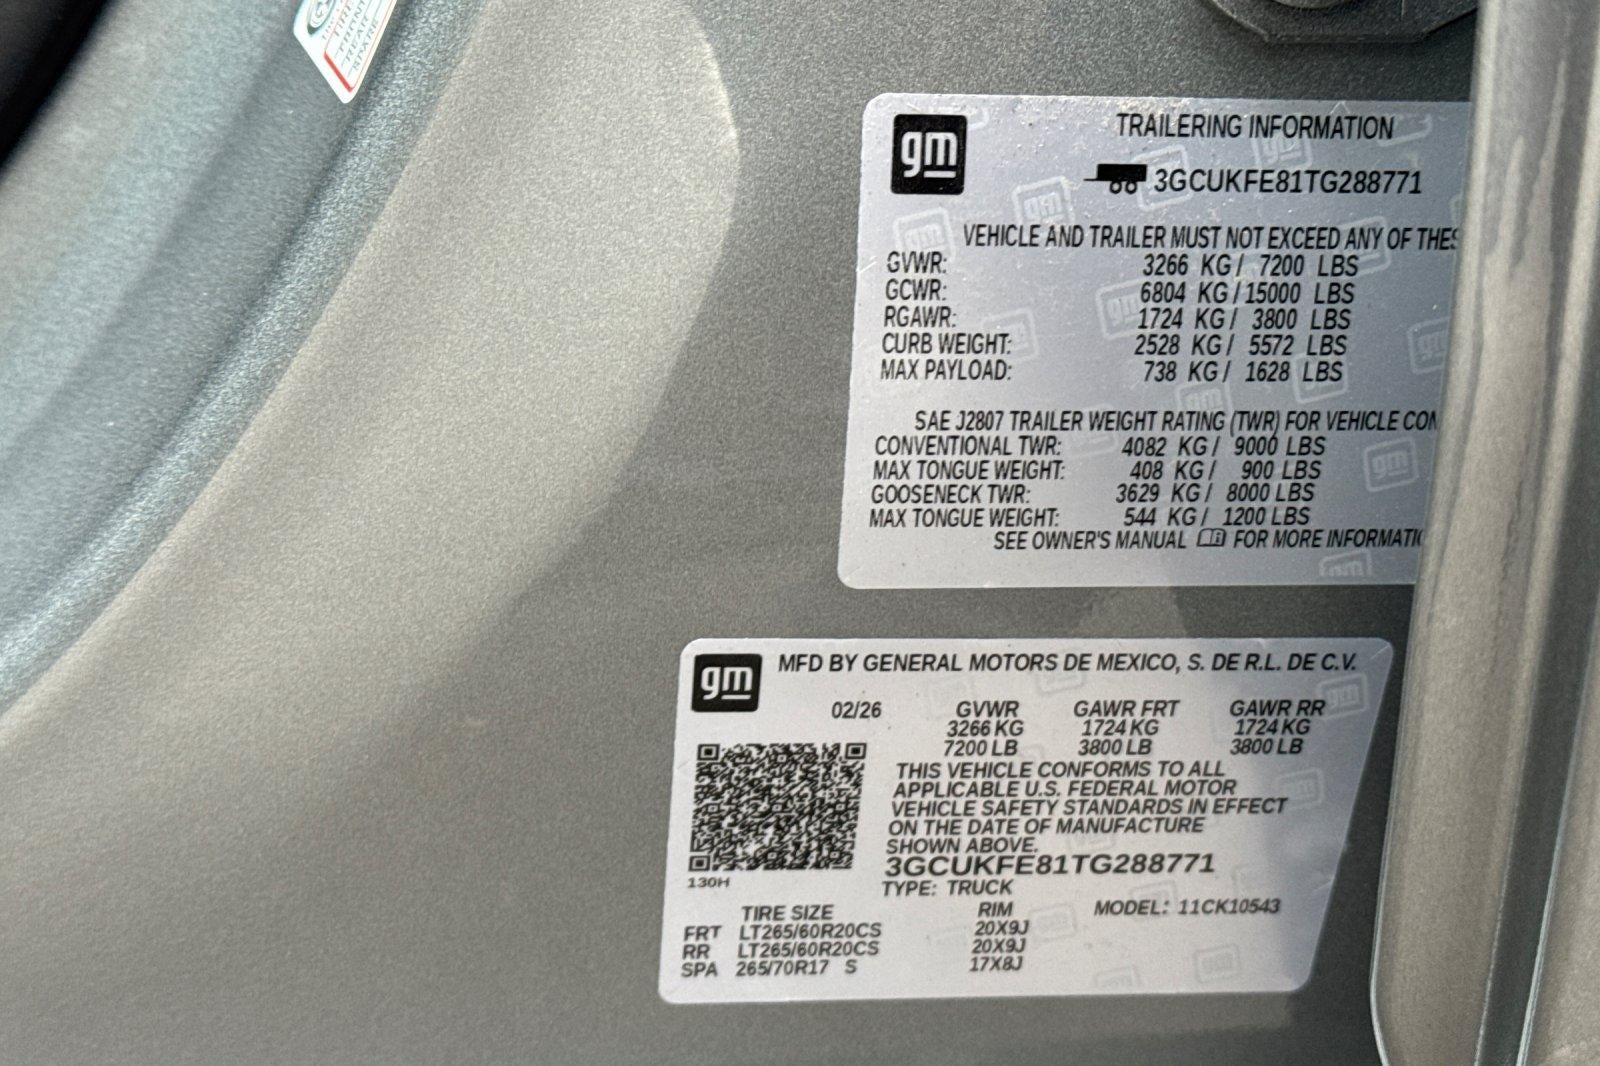 TIRE
FRONT
REAR
SPARE
gm
TRAILERING INFORMATION
3GCUKFE81TG288771
VEHICLE AND TRAILER MUST NOT EXCEED ANY OF THES
GVWR: 3266 KG / 7200 LBS
GCWR: 6804 KG / 15000 LBS
RGAWR: 1724 KG / 3800 LBS
CURB WEIGHT: 2528 KG / 5572 LBS
MAX PAYLOAD: 738 KG / 1628 LBS
SAE J2807 TRAILER WEIGHT RATING (TWR) FOR VEHICLE CON
CONVENTIONAL TWR: 4082 KG / 9000 LBS
MAX TONGUE WEIGHT: 408 KG / 900 LBS
GOOSENECK TWR: 3629 KG / 8000 LBS
MAX TONGUE WEIGHT: 544 KG / 1200 LBS
SEE OWNER'S MANUAL FOR MORE INFORMATIO
gm
MFD BY GENERAL MOTORS DE MEXICO, S. DE R.L. DE C.V.
02/26 GVWR GAWR FRT GAWR RR
3266 KG 1724 KG 1724 KG
7200 LB 3800 LB 3800 LB
THIS VEHICLE CONFORMS TO ALL
APPLICABLE U.S. FEDERAL MOTOR
VEHICLE SAFETY STANDARDS IN EFFECT
ON THE DATE OF MANUFACTURE
SHOWN ABOVE.
3GCUKFE81TG288771
130H
TYPE: TRUCK
TIRE SIZE RIM MODEL: 11CK10543
FRT LT265/60R20CS 20X9J
RR LT265/60R20CS 20X9J
SPA 265/70R17 S 17X8J